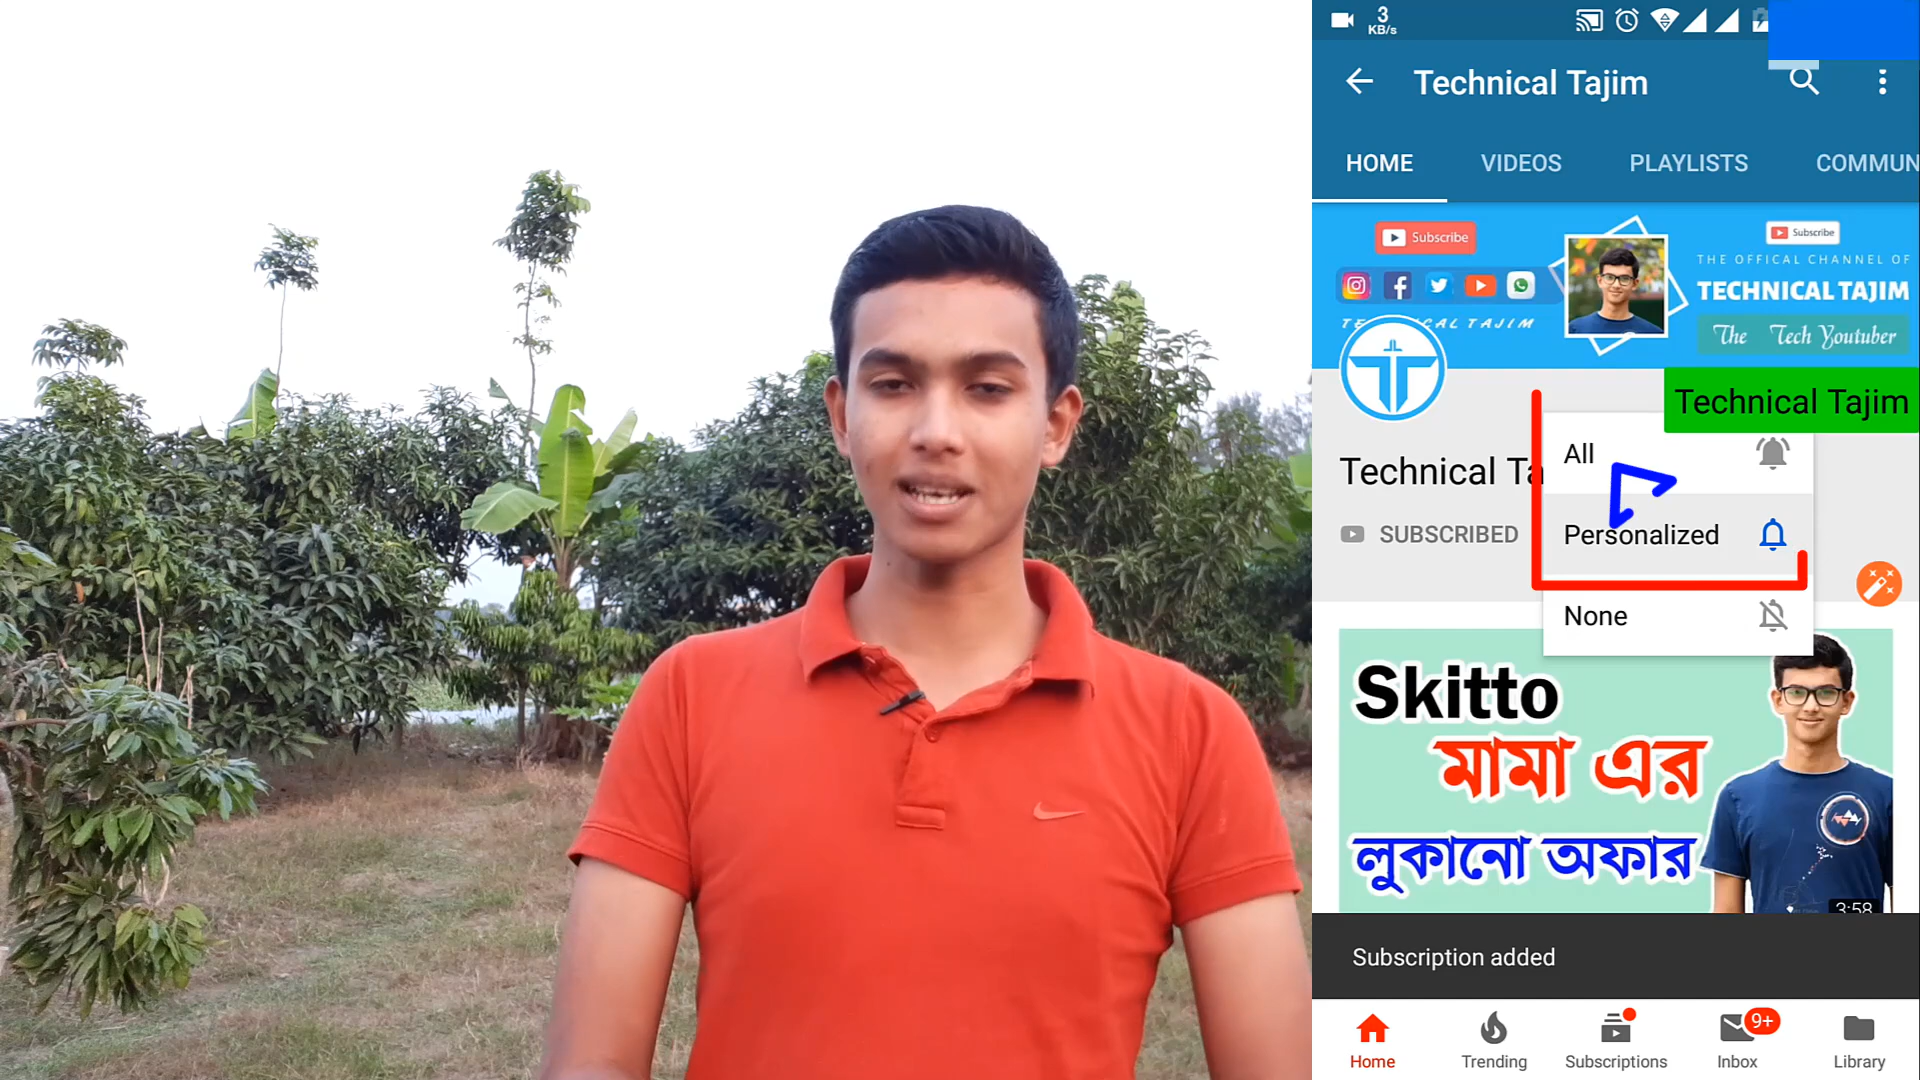 3
KB/s
Technical Tajim
HOME VIDEOS PLAYLISTS COMMUN
Subscribe
Subscribe
THE OFFICAL CHANNEL OF
TECHNICAL TAJIM
The Tech Youtuber
Technical Tajim
All
Technical Ta
SUBSCRIBED
Personalized
None
Skitto
মামা এর
লুকানো অফার
3:58
Subscription added
9+
Home Trending Subscriptions Inbox Library